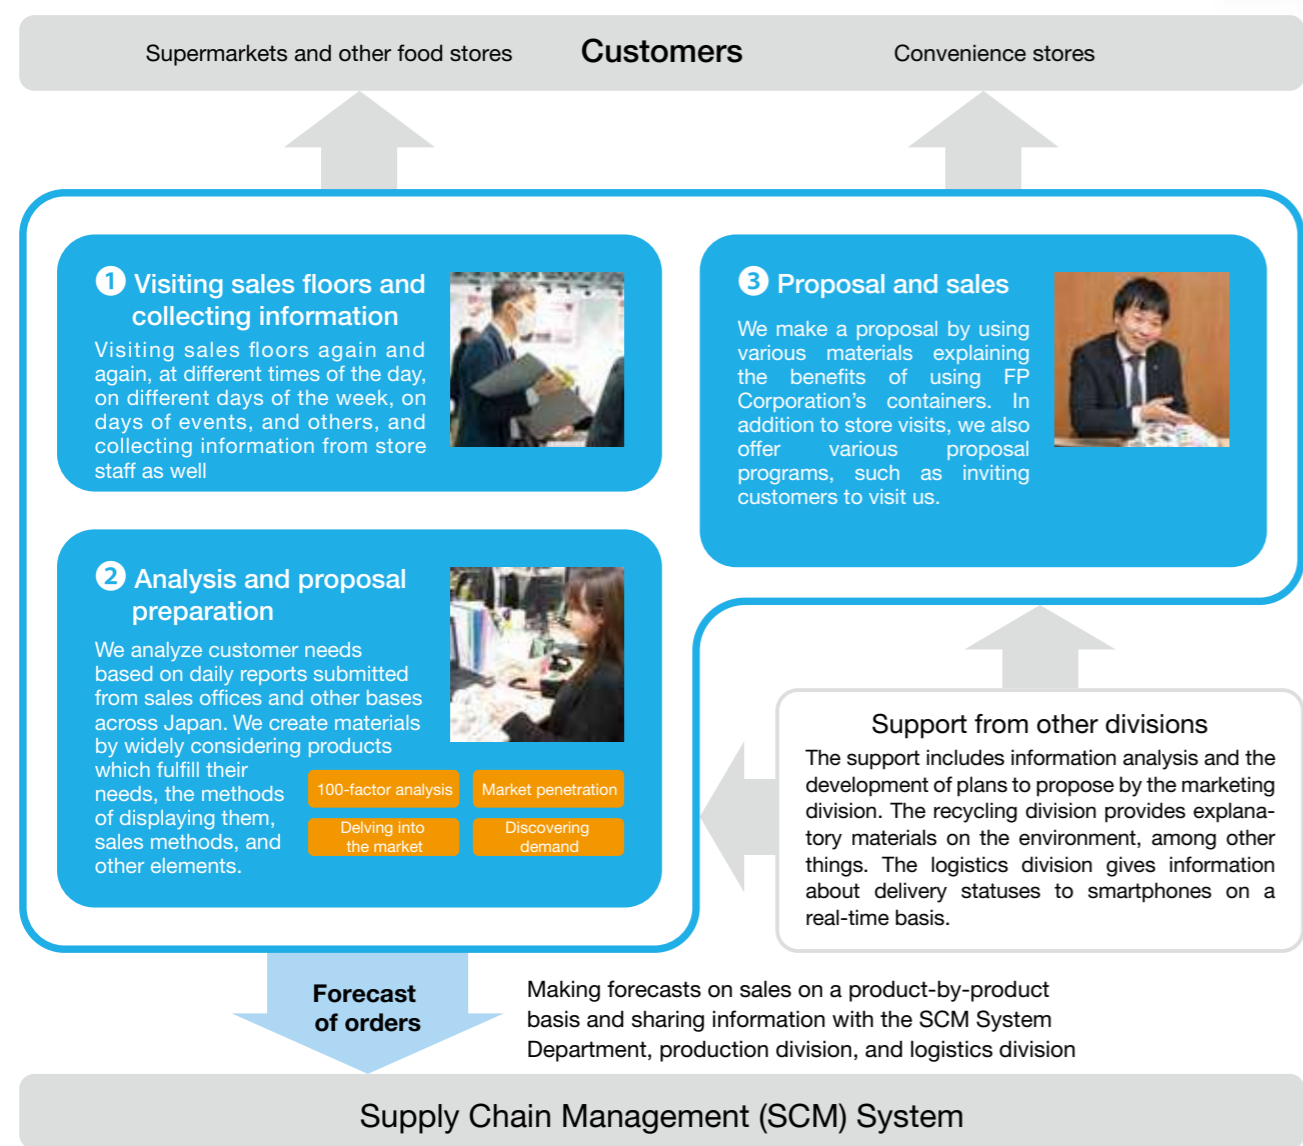 Supermarkets and other food stores
Customers
Convenience stores
1 Visiting sales floors and
collecting information
Visiting sales floors again and
again, at different times of the day,
on different days of the week, on
days of events, and others, and
collecting information from store
staff as well
2 Analysis and proposal
preparation
We analyze customer needs
based on daily reports submitted
from sales offices and other bases
across Japan. We create materials
by widely considering products
which fulfill their
needs, the methods
of displaying them,
sales methods, and
other elements.
100-factor analysis
Market penetration
Delving into
the market
Discovering
demand
3 Proposal and sales
We make a proposal by using
various materials explaining
the benefits of using FP
Corporation’s containers. In
addition to store visits, we also
offer various proposal
programs, such as inviting
customers to visit us.
Support from other divisions
The support includes information analysis and the
development of plans to propose by the marketing
division. The recycling division provides explana-
tory materials on the environment, among other
things. The logistics division gives information
about delivery statuses to smartphones on a
real-time basis.
Forecast
of orders
Making forecasts on sales on a product-by-product
basis and sharing information with the SCM System
Department, production division, and logistics division
Supply Chain Management (SCM) System